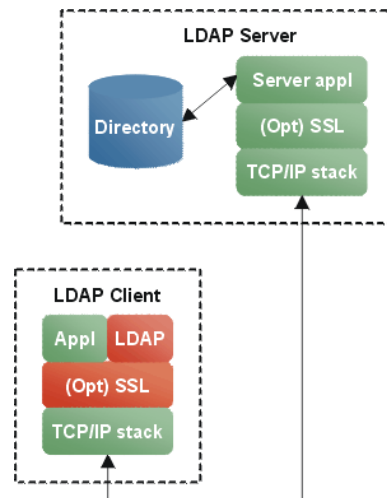 LDAP Server
Directory
Server appl
(Opt) SSL
TCP/IP stack
LDAP Client
Appl LDAP
(Opt) SSL
TCP/IP stack